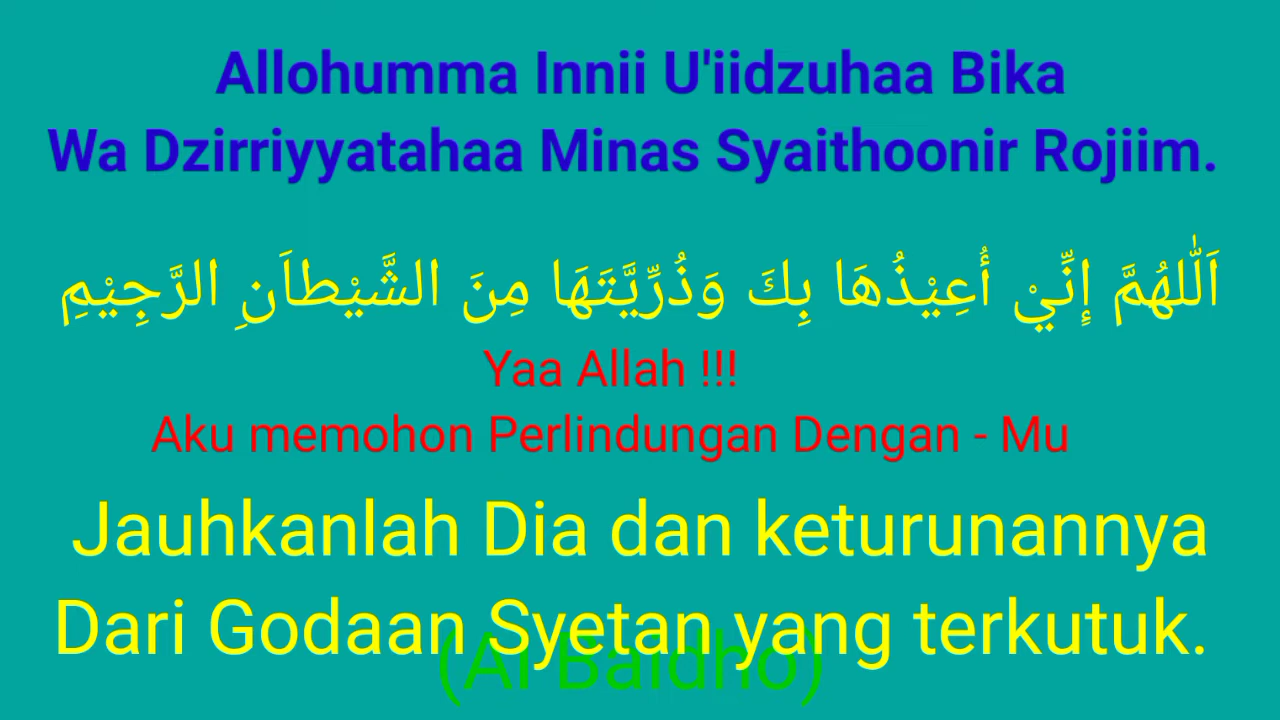 Allohumma Innii U'iidzuhaa Bika
Wa Dzirriyyatahaa Minas Syaithoonir Rojiim.
اَللّٰهُمَّ إِنِّيْ أُعِيْذُهَا بِكَ وَذُرِّيَّتَهَا مِنَ الشَّيْطاَنِ الرَّجِيْمِ
Yaa Allah !!!
Aku memohon Perlindungan Dengan - Mu
Jauhkanlah Dia dan keturunannya
Dari Godaan Syetan yang terkutuk.
(Al Baidho)